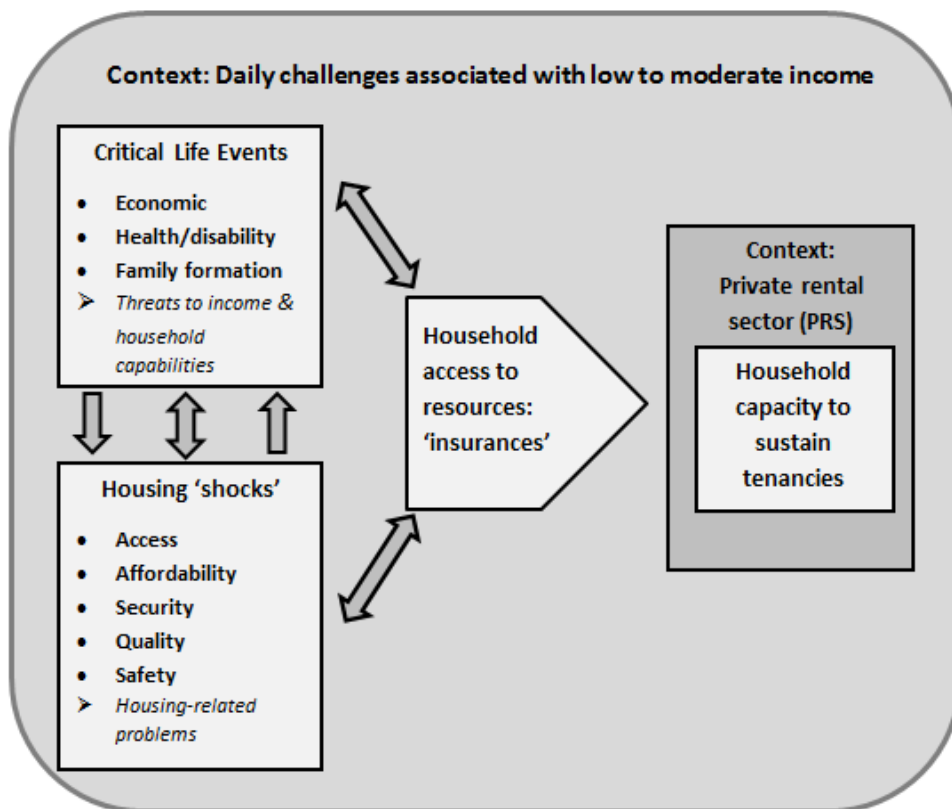 Context: Daily challenges associated with low to moderate income
Critical Life Events
• Economic
• Health/disability
• Family formation
➢ Threats to income &
household
capabilities
Housing ‘shocks’
• Access
• Affordability
• Security
• Quality
• Safety
➢ Housing-related
problems
Household
access to
resources:
‘insurances’
Context:
Private rental
sector (PRS)
Household
capacity to
sustain
tenancies